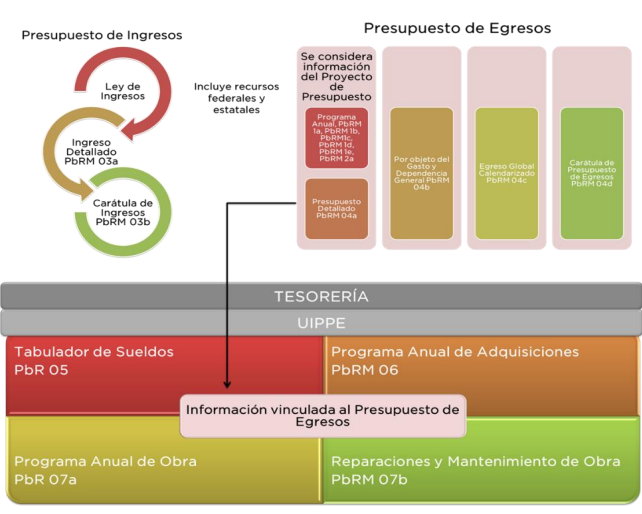 Presupuesto de Ingresos
Ley de
Ingresos
Ingreso
Detallado
PbRM 03a
Carátula de
Ingresos
PbRM 03b
Incluye recursos
federales y
estatales
Presupuesto de Egresos
Se considera
información
del Proyecto
de
Presupuesto
Programa
Anual, PbRM
1a, PbRM 1b,
PbRM1c,
PbRM 1d,
PbRM 1e,
PbRM 2a
Presupuesto
Detallado
PbRM 04a
Por objeto del
Gasto y
Dependencia
General PbRM
04b
Egreso Global
Calendarizado
PbRM 04c
Carátula de
Presupuesto
de Egresos
PbRM 04d
TESORERÍA
UIPPE
Tabulador de Sueldos
PbR 05
Programa Anual de Adquisiciones
PbRM 06
Información vinculada al Presupuesto de
Egresos
Programa Anual de Obra
PbR 07a
Reparaciones y Mantenimiento de Obra
PbRM 07b